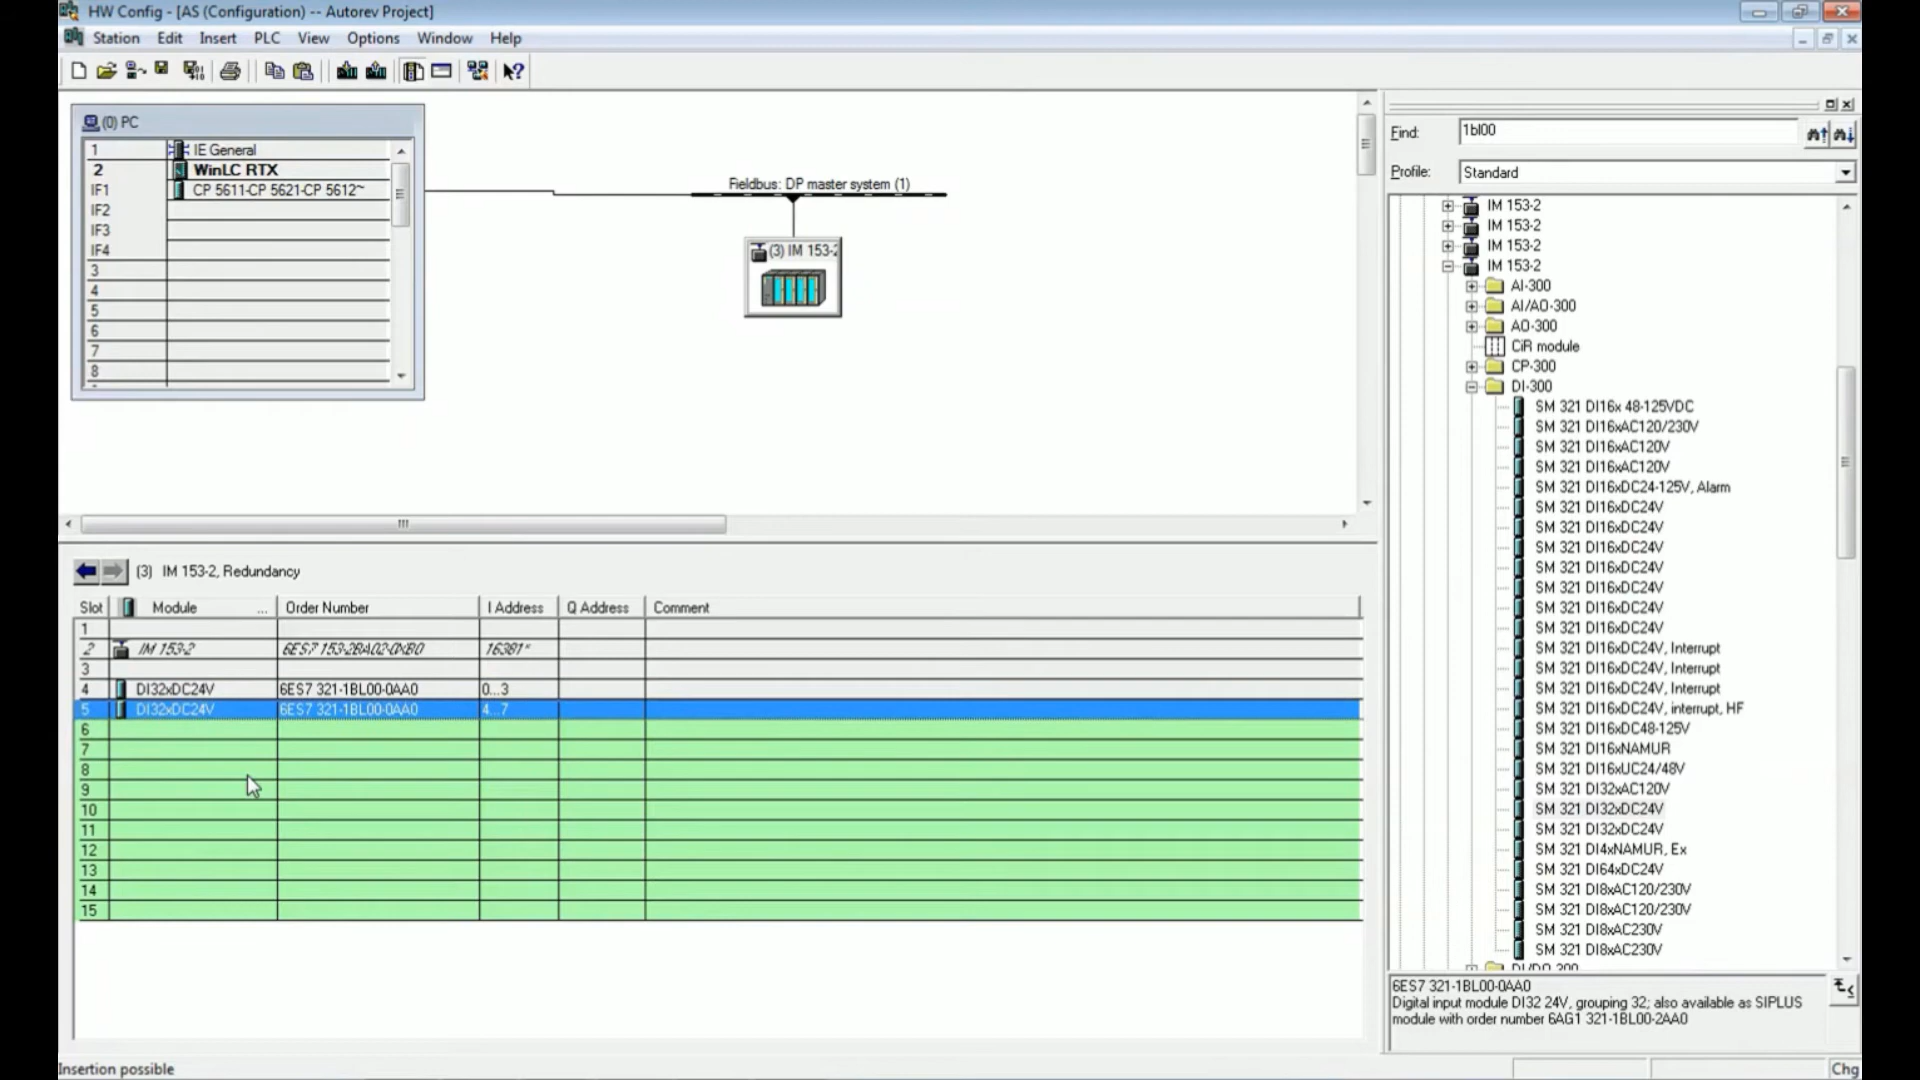 HW Config - [AS (Configuration) -- Autorev Project]
Station Edit Insert PLC View Options Window Help
(0) PC
1 IE General
2 WinLC RTX
IF1 CP 5611-CP 5621-CP 5612~
IF2
IF3
IF4
3
4
5
6
7
8
Fieldbus: DP master system (1)
(3) IM 153-2
(3) IM 153-2, Redundancy
Slot Module ... Order Number I Address Q Address Comment
1
2 IM 153-2 6ES7 153-2BA02-0XB0 16381*
3
4 DI32xDC24V 6ES7 321-1BL00-0AA0 0...3
5 DI32xDC24V 6ES7 321-1BL00-0AA0 4...7
6
7
8
9
10
11
12
13
14
15
Find: 1bl00
Profile: Standard
IM 153-2
IM 153-2
IM 153-2
IM 153-2
AI-300
AI/AO-300
AO-300
CiR module
CP-300
DI-300
SM 321 DI16x 48-125VDC
SM 321 DI16xAC120/230V
SM 321 DI16xAC120V
SM 321 DI16xAC120V
SM 321 DI16xDC24-125V, Alarm
SM 321 DI16xDC24V
SM 321 DI16xDC24V
SM 321 DI16xDC24V
SM 321 DI16xDC24V
SM 321 DI16xDC24V
SM 321 DI16xDC24V
SM 321 DI16xDC24V
SM 321 DI16xDC24V, Interrupt
SM 321 DI16xDC24V, Interrupt
SM 321 DI16xDC24V, Interrupt
SM 321 DI16xDC24V, interrupt, HF
SM 321 DI16xDC48-125V
SM 321 DI16xNAMUR
SM 321 DI16xUC24/48V
SM 321 DI32xAC120V
SM 321 DI32xDC24V
SM 321 DI32xDC24V
SM 321 DI4xNAMUR, Ex
SM 321 DI64xDC24V
SM 321 DI8xAC120/230V
SM 321 DI8xAC120/230V
SM 321 DI8xAC230V
SM 321 DI8xAC230V
DI/DO-300
6ES7 321-1BL00-0AA0
Digital input module DI32 24V, grouping 32; also available as SIPLUS
module with order number 6AG1 321-1BL00-2AA0
Insertion possible
Chg